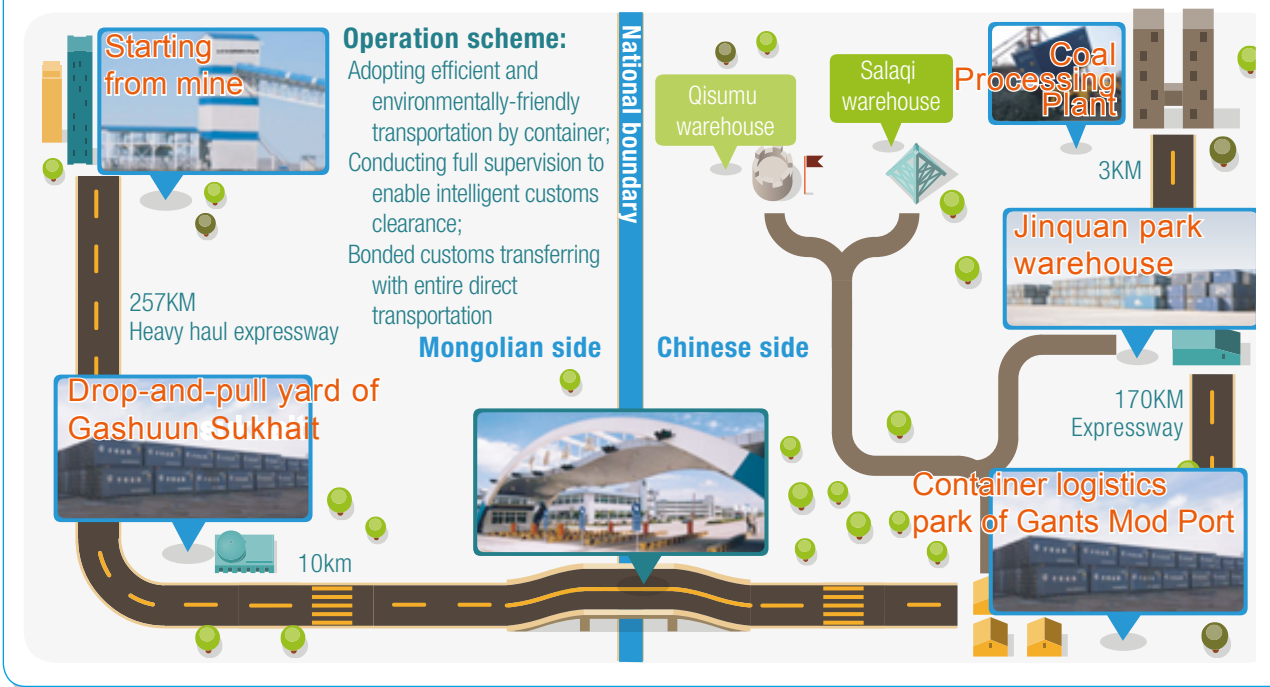 Starting
from mine
Operation scheme:
Adopting efficient and
environmentally-friendly
transportation by container;
Conducting full supervision to
enable intelligent customs
clearance;
Bonded customs transferring
with entire direct
transportation
National boundary
Qisumu
warehouse
Salaqi
warehouse
Coal
Processing
Plant
3KM
Jinquan park
warehouse
257KM
Heavy haul expressway
Mongolian side
Chinese side
Drop-and-pull yard of
Gashuun Sukhait
170KM
Expressway
Container logistics
park of Gants Mod Port
10km